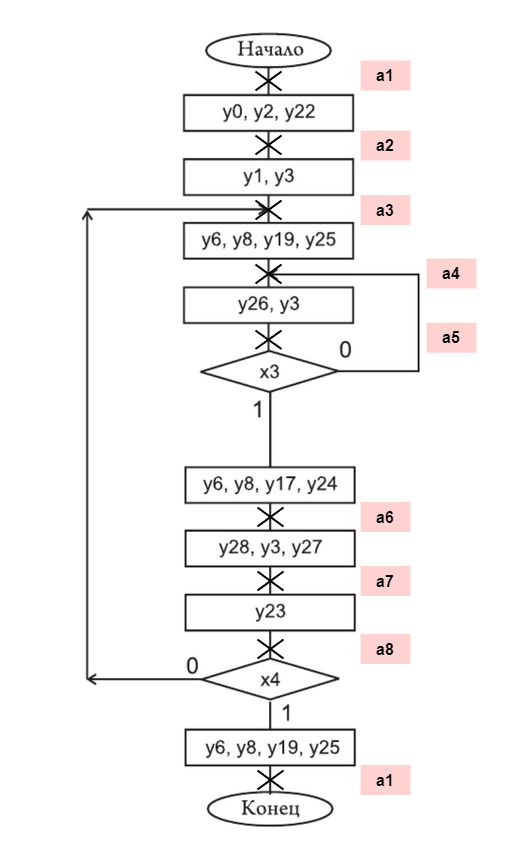 Начало
a1
y0, y2, y22
a2
y1, y3
a3
y6, y8, y19, y25
a4
y26, y3
a5
0
x3
1
y6, y8, y17, y24
a6
y28, y3, y27
a7
y23
a8
0
x4
1
y6, y8, y19, y25
a1
Конец